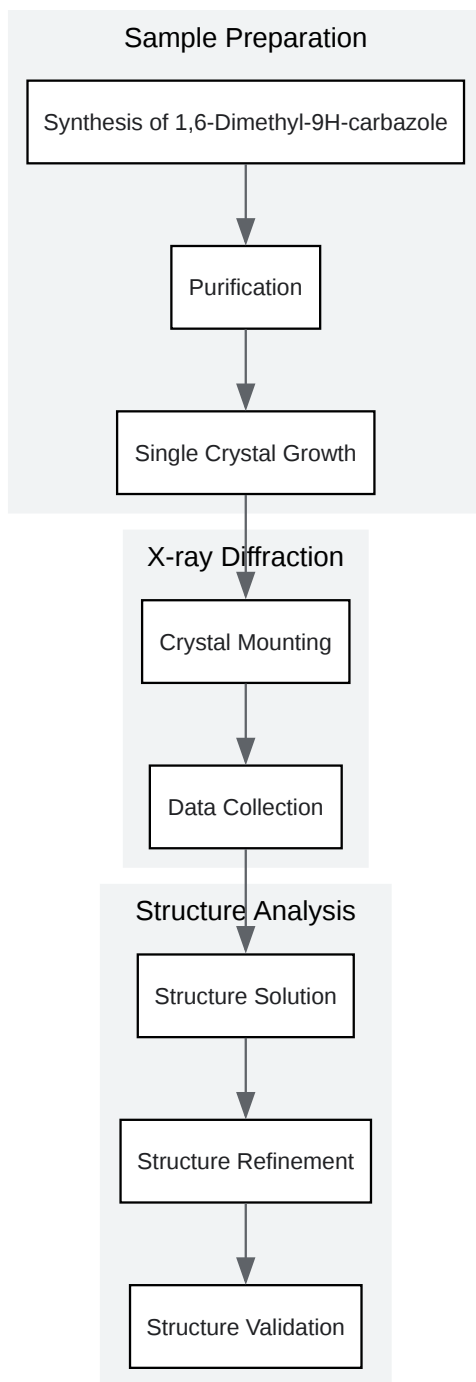 Sample Preparation
Synthesis of 1,6-Dimethyl-9H-carbazole
Purification
Single Crystal Growth
X-ray Diffraction
Crystal Mounting
Data Collection
Structure Analysis
Structure Solution
Structure Refinement
Structure Validation